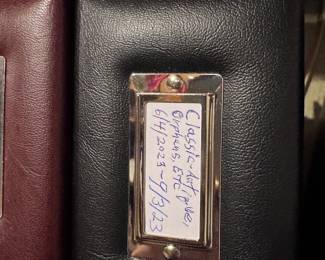 Classic Antiques,
Orphans, ETC
6/4/2023 - 9/3/23